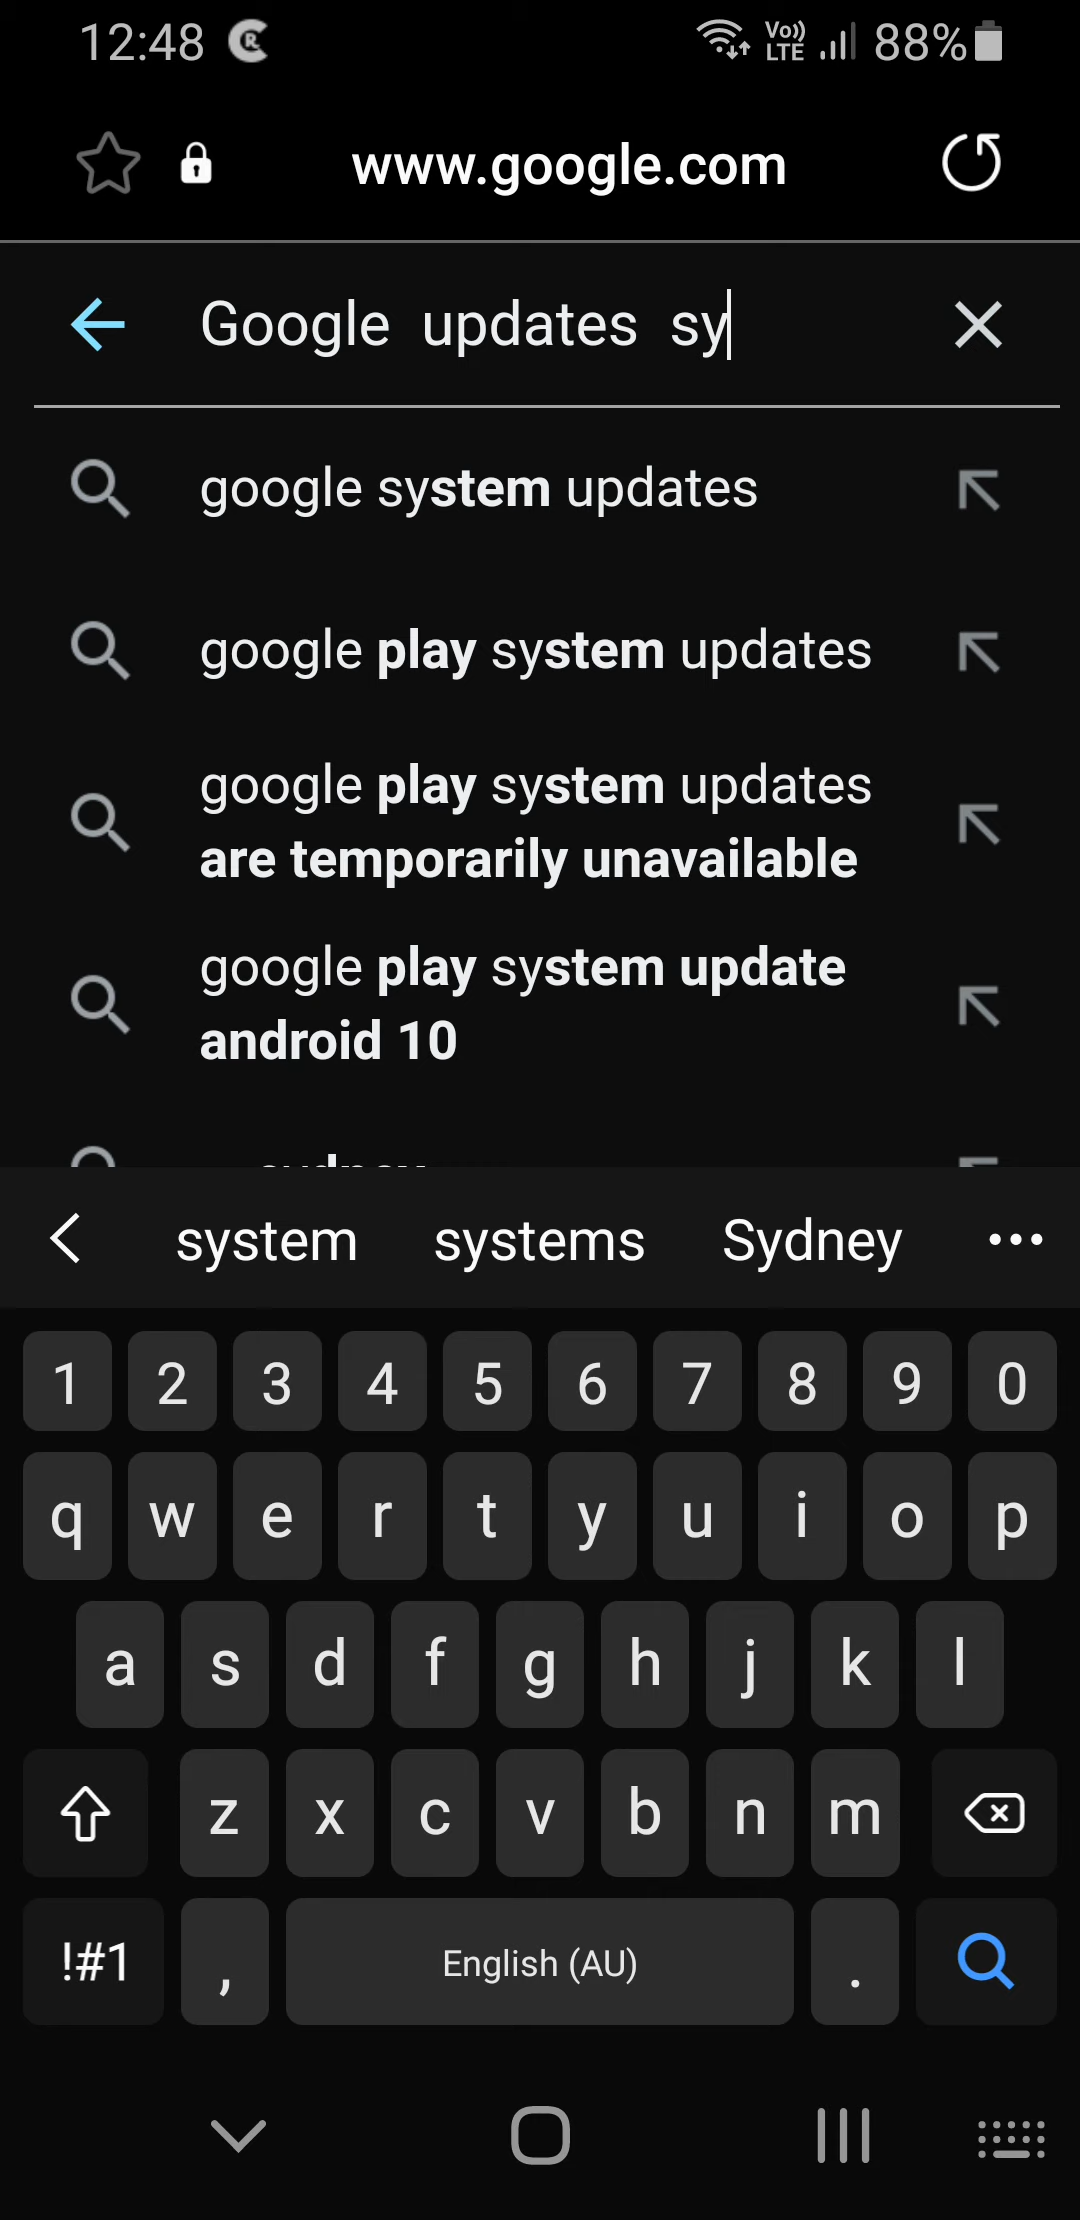 12:48 R Vo)) LTE 88%
www.google.com
Google updates sy
google system updates
google play system updates
google play system updates
are temporarily unavailable
google play system update
android 10
system systems Sydney
1 2 3 4 5 6 7 8 9 0
q w e r t y u i o p
a s d f g h j k l
z x c v b n m
!#1 , English (AU) .